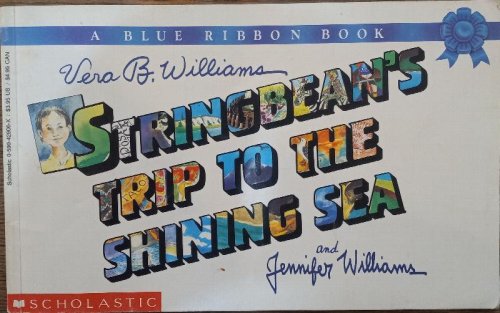 A BLUE RIBBON BOOK
Vera B. Williams
STRINGBEAN'S
TRIP TO THE
SHINING SEA
and
Jennifer Williams
SCHOLASTIC